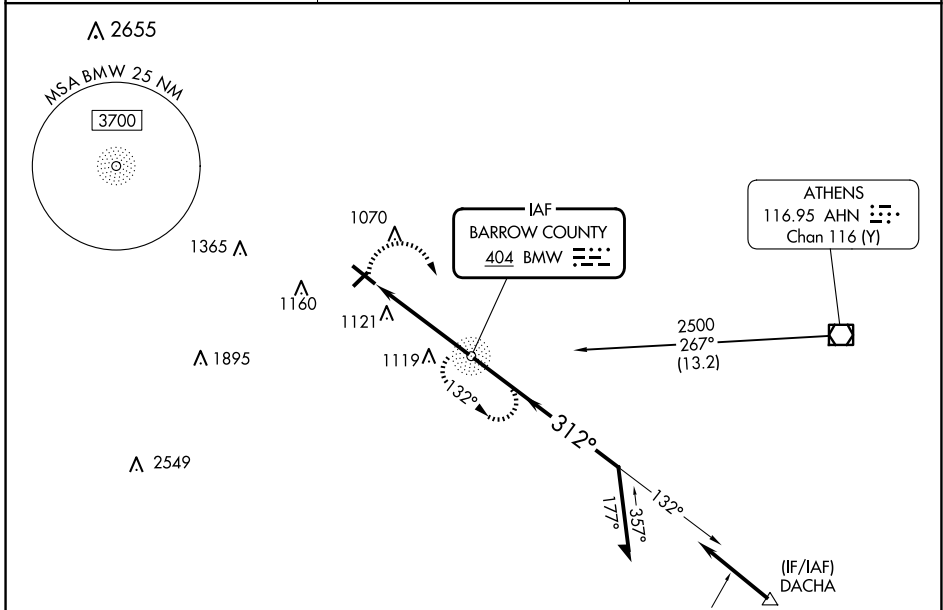 2655
MSA BMW 25 NM
3700
ATHENS
116.95 AHN
Chan 116 (Y)
IAF
BARROW COUNTY
404 BMW
1070
1365
1160
1121
1119
1895
2500
267°
(13.2)
132°
312°
2549
177°
357°
132°
(IF/IAF)
DACHA